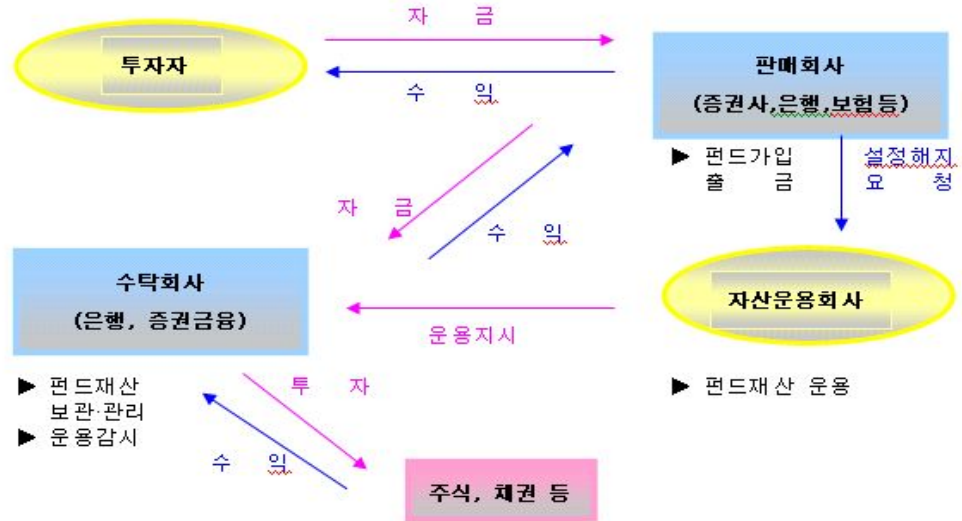 자 금
투자자
수 익
판매회사
(증권사,은행,보험등)
▶ 펀드가입
출 금
설정해지
요 청
자 금
수 익
수탁회사
(은행, 증권금융)
자산운용회사
운용지시
▶ 펀드재산
보관·관리
▶ 운용감시
투 자
수 익
▶ 펀드재산 운용
주식, 채권 등